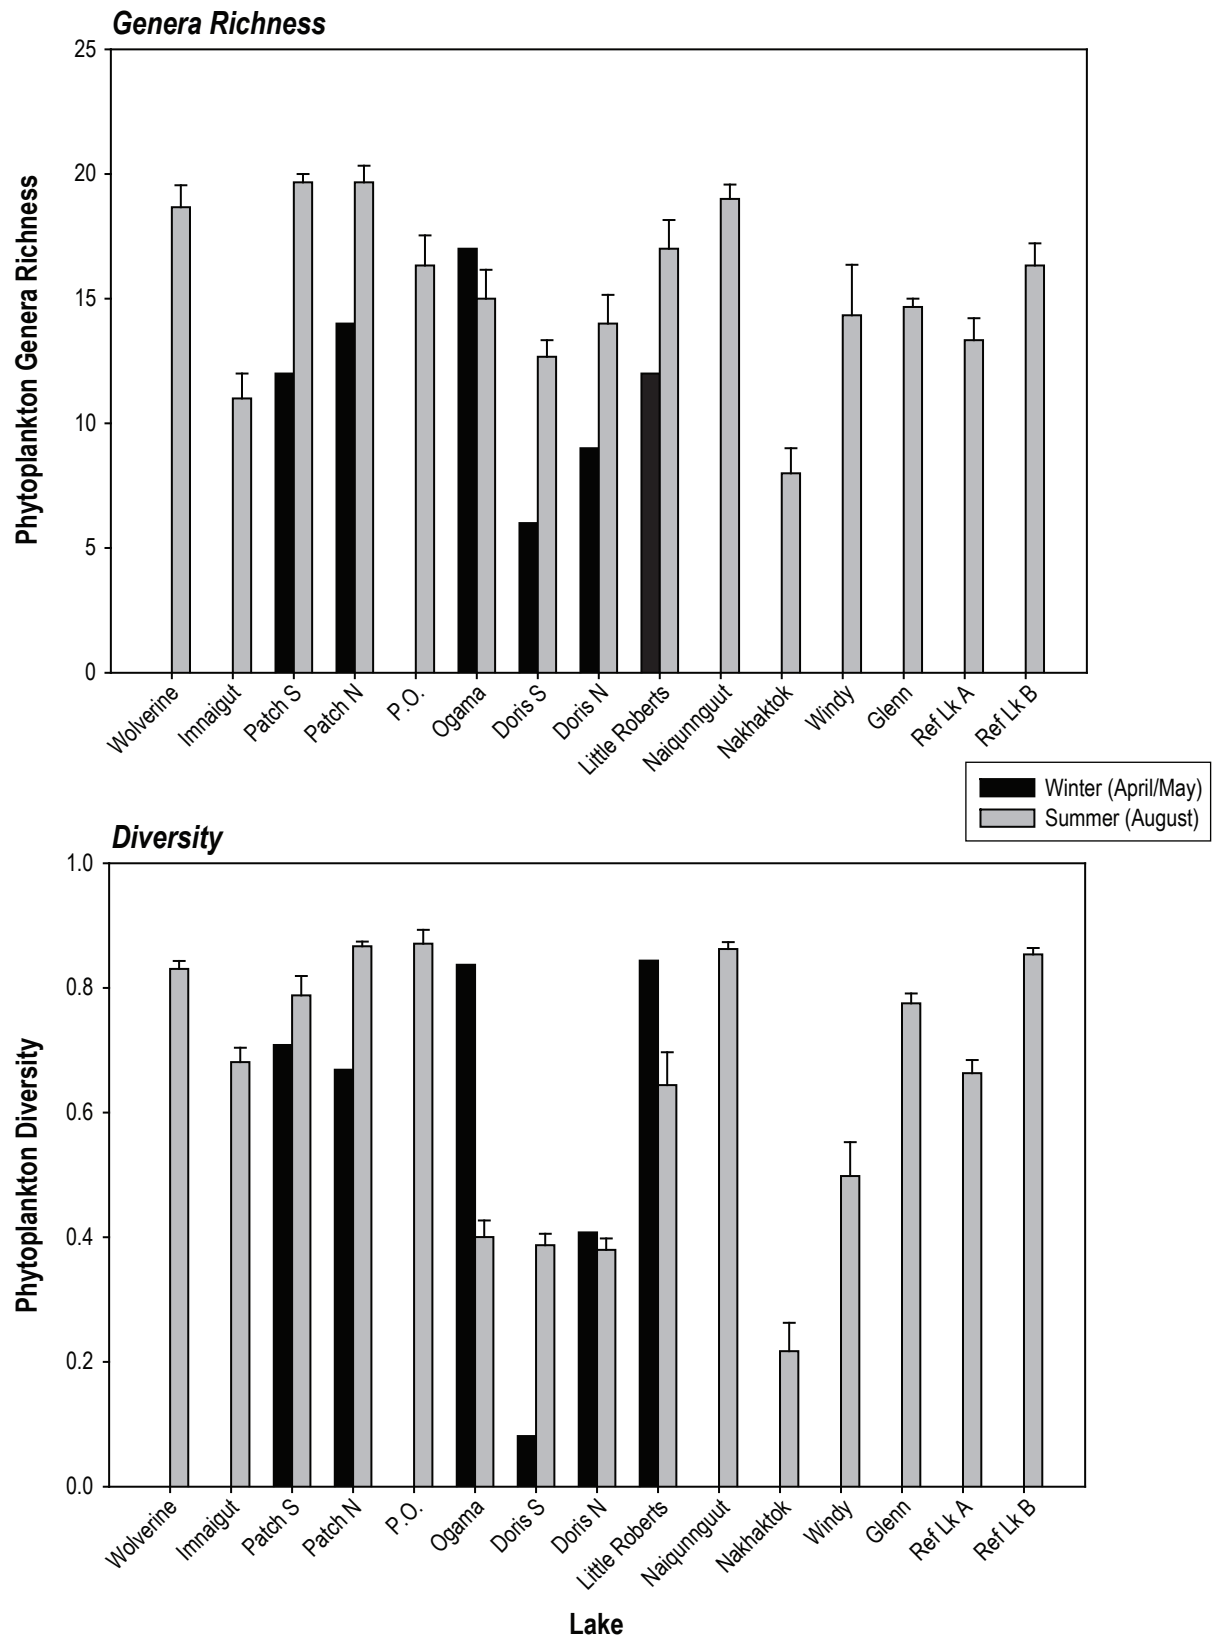 Genera Richness
Phytoplankton Genera Richness
25
20
15
10
5
0
Wolverine
Imnaigut
Patch S
Patch N
P.O.
Ogama
Doris S
Doris N
Little Roberts
Naiqunnguut
Nakhaktok
Windy
Glenn
Ref Lk A
Ref Lk B
Winter (April/May)
Summer (August)
Diversity
Phytoplankton Diversity
1.0
0.8
0.6
0.4
0.2
0.0
Wolverine
Imnaigut
Patch S
Patch N
P.O.
Ogama
Doris S
Doris N
Little Roberts
Naiqunnguut
Nakhaktok
Windy
Glenn
Ref Lk A
Ref Lk B
Lake